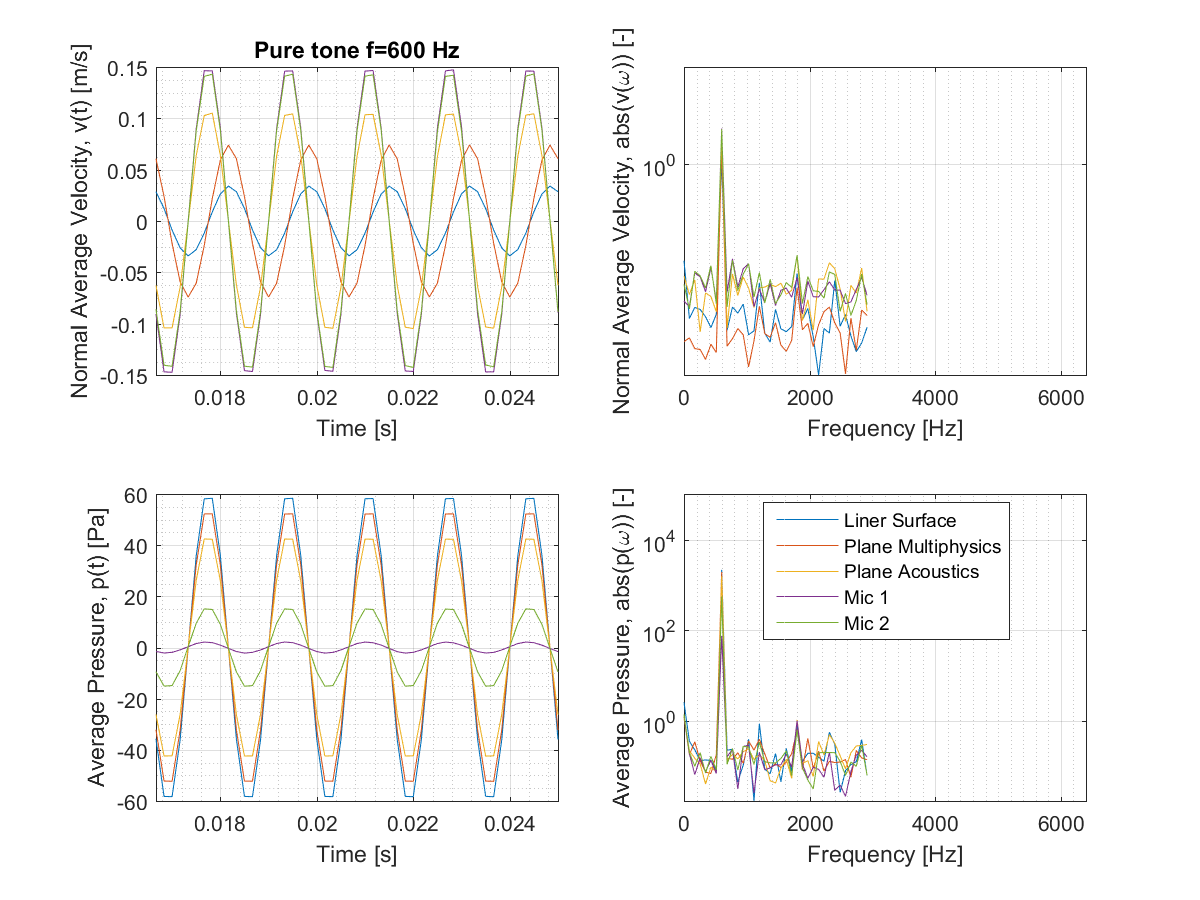 Pure tone f=600 Hz
Normal Average Velocity, v(t) [m/s]
0.15
0.1
0.05
0
-0.05
-0.1
-0.15
0.018 0.02 0.022 0.024
Time [s]
Normal Average Velocity, abs(v(ω)) [-]
10^0
0 2000 4000 6000
Frequency [Hz]
Average Pressure, p(t) [Pa]
60
40
20
0
-20
-40
-60
0.018 0.02 0.022 0.024
Time [s]
Average Pressure, abs(p(ω)) [-]
10^4
10^2
10^0
0 2000 4000 6000
Frequency [Hz]
Liner Surface
Plane Multiphysics
Plane Acoustics
Mic 1
Mic 2